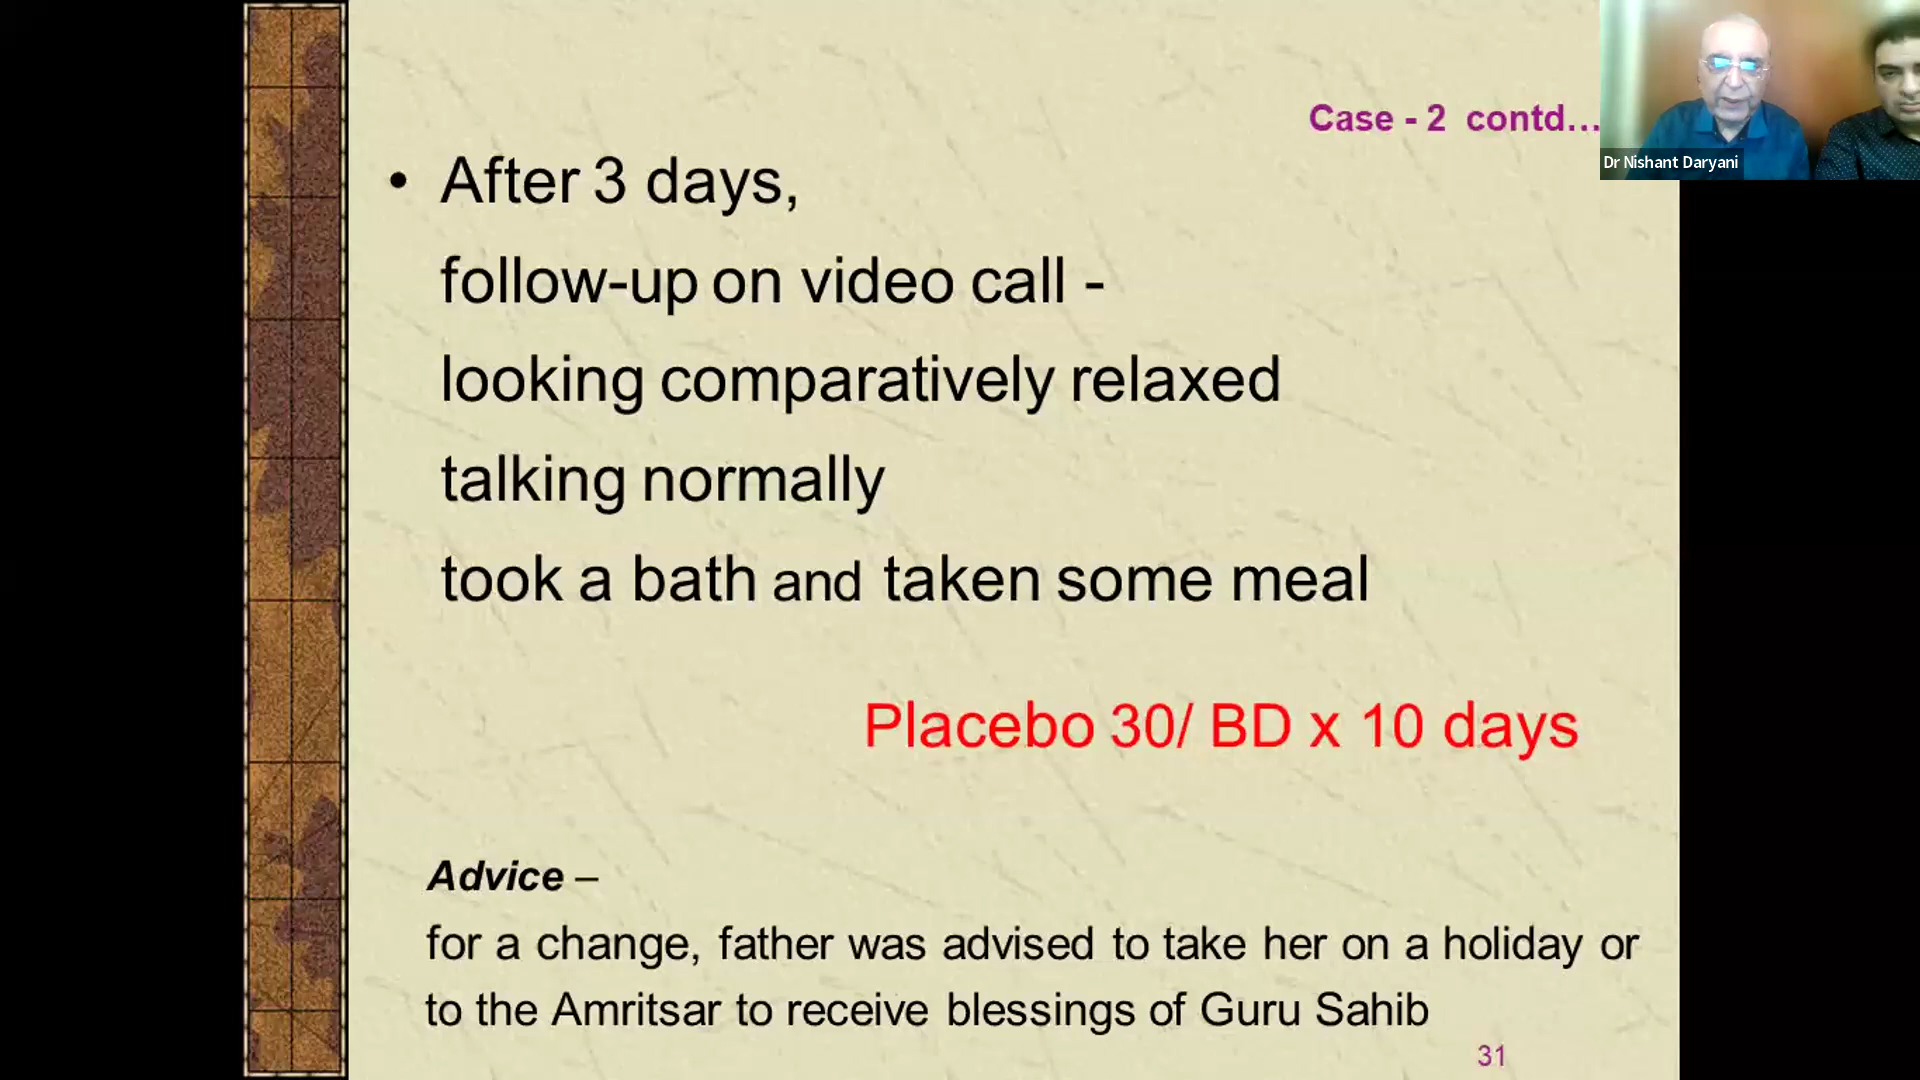 Case - 2 contd...
Dr Nishant Daryani
• After 3 days,
follow-up on video call -
looking comparatively relaxed
talking normally
took a bath and taken some meal
Placebo 30/ BD x 10 days
Advice –
for a change, father was advised to take her on a holiday or
to the Amritsar to receive blessings of Guru Sahib
31